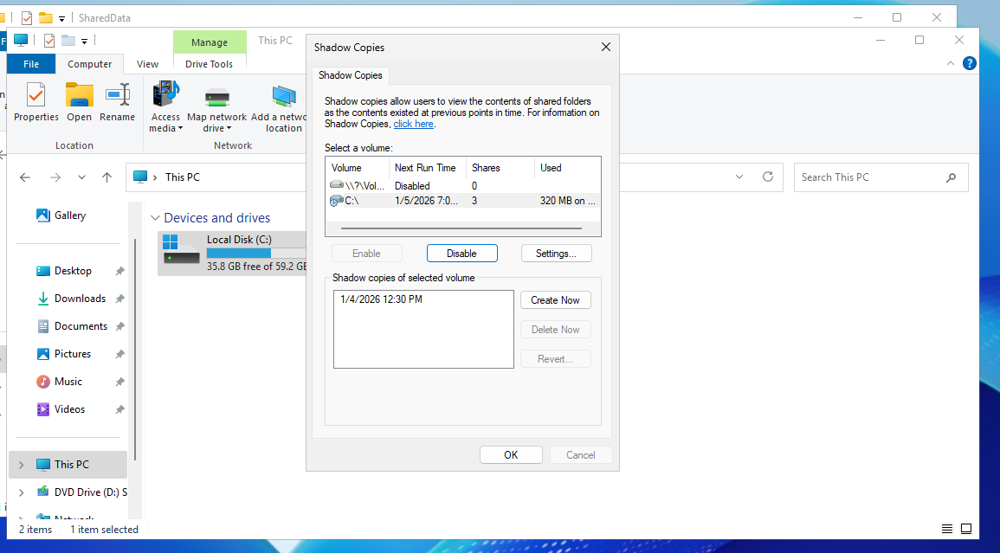 SharedData
Manage
This PC
File
Computer
View
Drive Tools
Properties
Open
Rename
Access media
Map network drive
Add a
location
Location
Network
This PC
Search This PC
Gallery
Desktop
Downloads
Documents
Pictures
Music
Videos
This PC
DVD Drive (D:) S
Network
Devices and drives
Local Disk (C:)
35.8 GB free of 59.2 GB
2 items
1 item selected
Shadow Copies
Shadow Copies
Shadow copies allow users to view the contents of shared folders
as the contents existed at previous points in time. For information on
Shadow Copies, click here.
Select a volume:
Volume Next Run Time Shares Used
\\?\Vol... Disabled 0
C:\ 1/5/2026 7:0... 3 320 MB on ...
Enable
Disable
Settings...
Shadow copies of selected volume
1/4/2026 12:30 PM
Create Now
Delete Now
Revert...
OK
Cancel